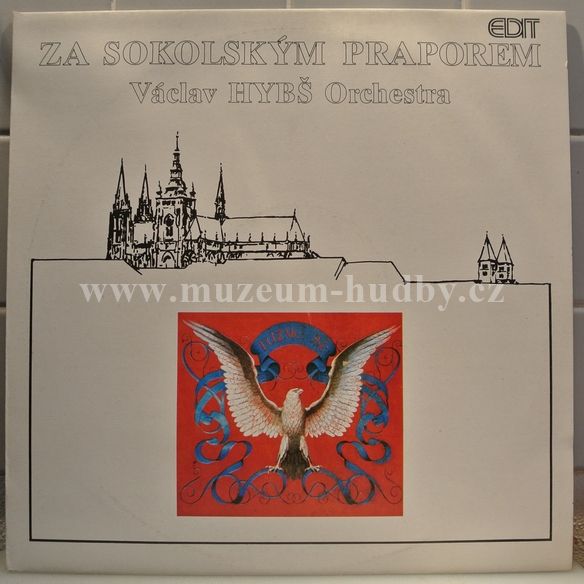 EDIT
ZA SOKOLSKÝM PRAPOREM
Václav HYBŠ Orchestra
www.muzeum-hudby.cz